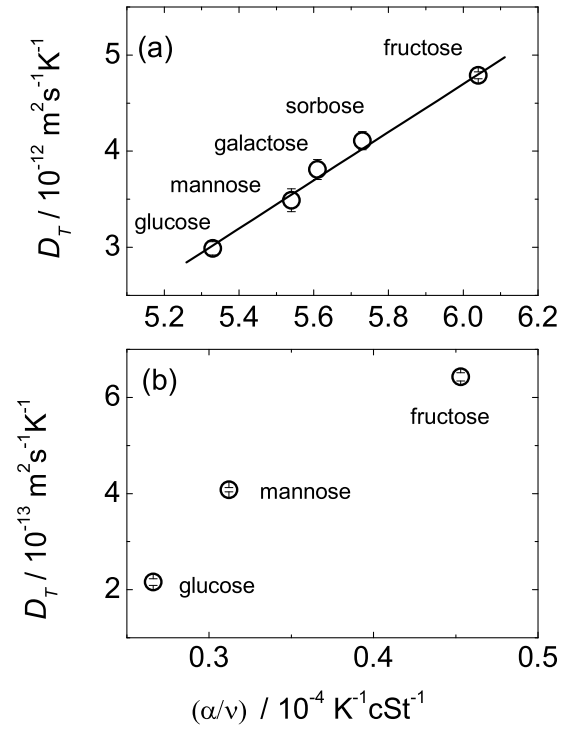 (a)
fructose
sorbose
galactose
mannose
glucose
D_T / 10⁻¹² m²s⁻¹K⁻¹
5
4
3
5.2 5.4 5.6 5.8 6.0 6.2
(b)
fructose
mannose
glucose
D_T / 10⁻¹³ m²s⁻¹K⁻¹
6
4
2
0.3 0.4 0.5
(α/ν) / 10⁻⁴ K⁻¹cSt⁻¹